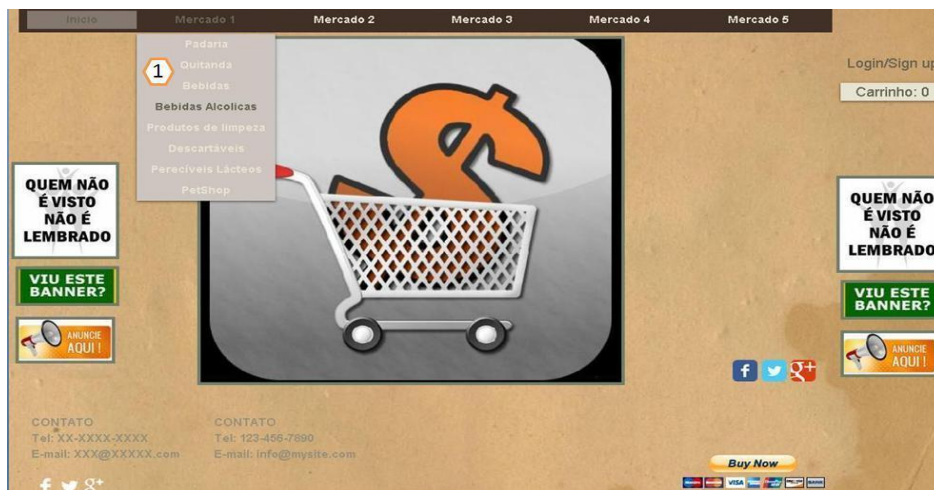 Início Mercado 1 Mercado 2 Mercado 3 Mercado 4 Mercado 5
Padaria
1
Quitanda
Bebidas
Bebidas Alcolicas
Produtos de limpeza
Descartáveis
Perecíveis Lácteos
PetShop
Login/Sign up
Carrinho: 0
$
QUEM NÃO
É VISTO
NÃO É
LEMBRADO
VIU ESTE
BANNER?
ANUNCIE
AQUI !
QUEM NÃO
É VISTO
NÃO É
LEMBRADO
VIU ESTE
BANNER?
ANUNCIE
AQUI !
f g+
CONTATO
Tel: XX-XXXX-XXXX
E-mail: XXX@XXXXX.com
CONTATO
Tel: 123-456-7890
E-mail: info@mysite.com
f g+
Buy Now
VISA